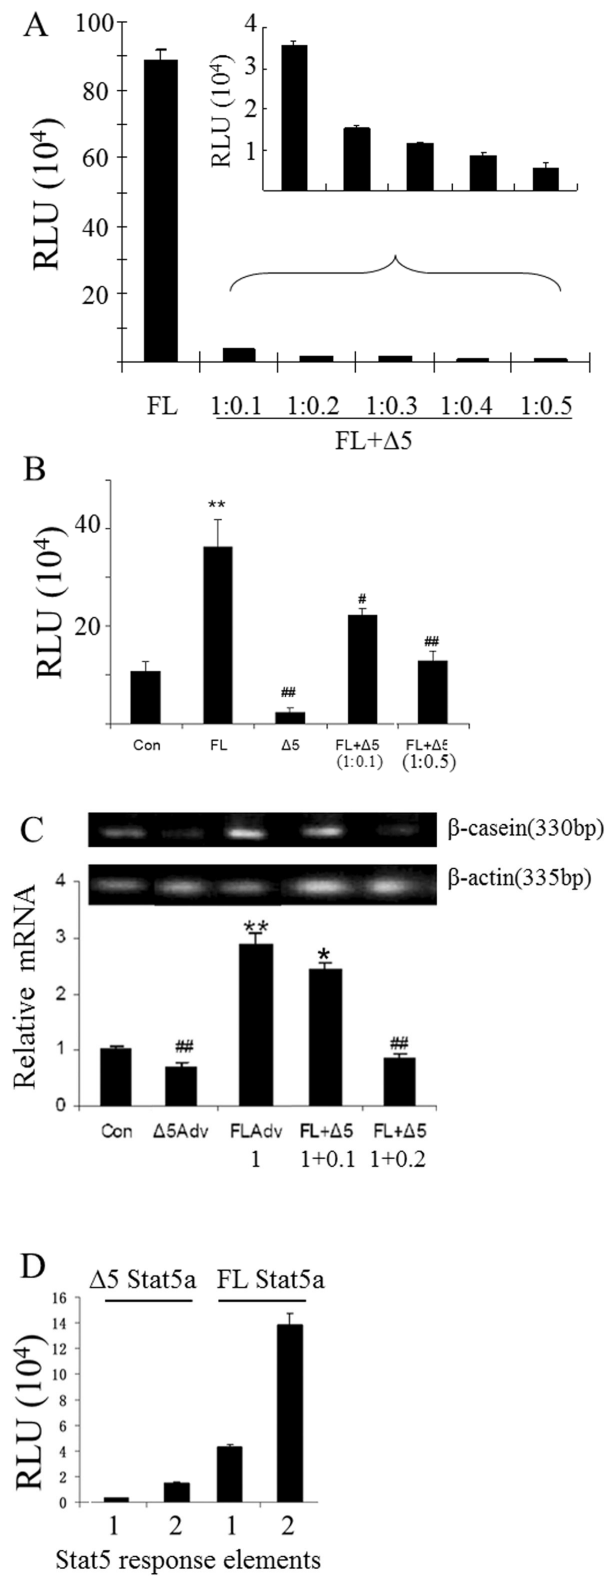 A
RLU (10⁴)
100
80
60
40
20
RLU (10⁴)
4
3
2
1
FL 1:0.1 1:0.2 1:0.3 1:0.4 1:0.5
FL+Δ5
B
RLU (10⁴)
40
20
**
##
#
##
Con FL Δ5 FL+Δ5 FL+Δ5
(1:0.1) (1:0.5)
C
β-casein(330bp)
β-actin(335bp)
Relative mRNA
4
3
2
1
0
##
**
*
##
Con Δ5Adv FLAdv FL+Δ5 FL+Δ5
1 1+0.1 1+0.2
D
Δ5 Stat5a FL Stat5a
RLU (10⁴)
16
14
12
10
8
6
4
2
0
1 2 1 2
Stat5 response elements